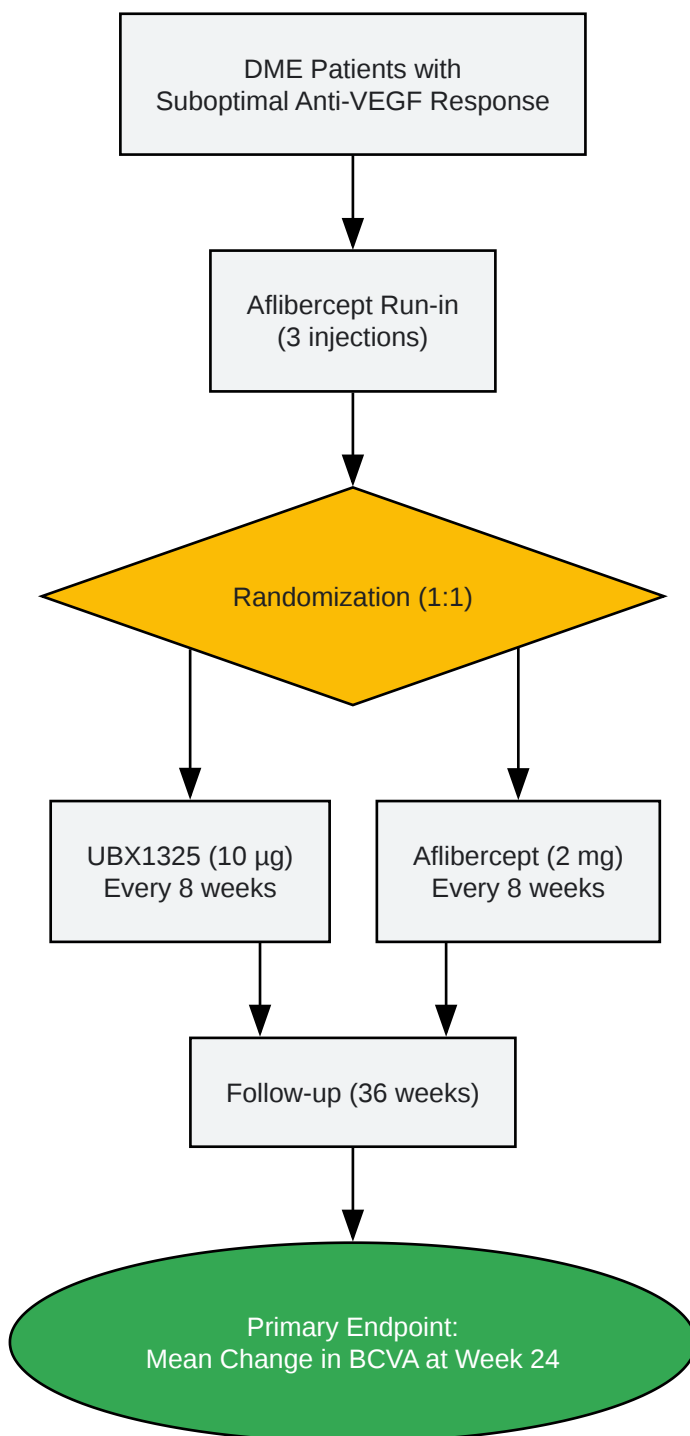 DME Patients with
Suboptimal Anti-VEGF Response
Aflibercept Run-in
(3 injections)
Randomization (1:1)
UBX1325 (10 µg)
Every 8 weeks
Aflibercept (2 mg)
Every 8 weeks
Follow-up (36 weeks)
Primary Endpoint:
Mean Change in BCVA at Week 24